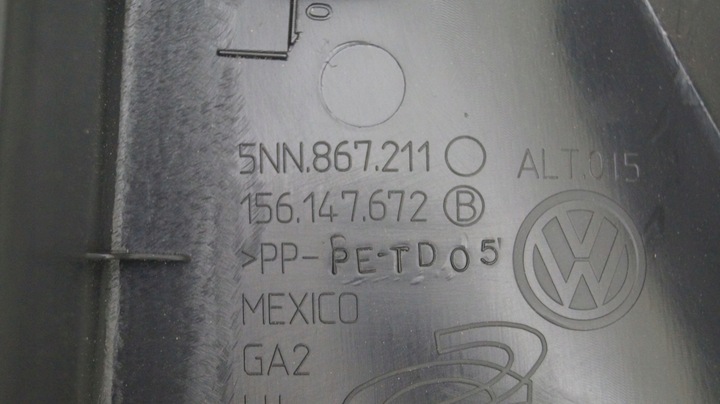 5NN.867.211 ALT.015
156.147.672 B
>PP-PE-TD05
MEXICO
GA2